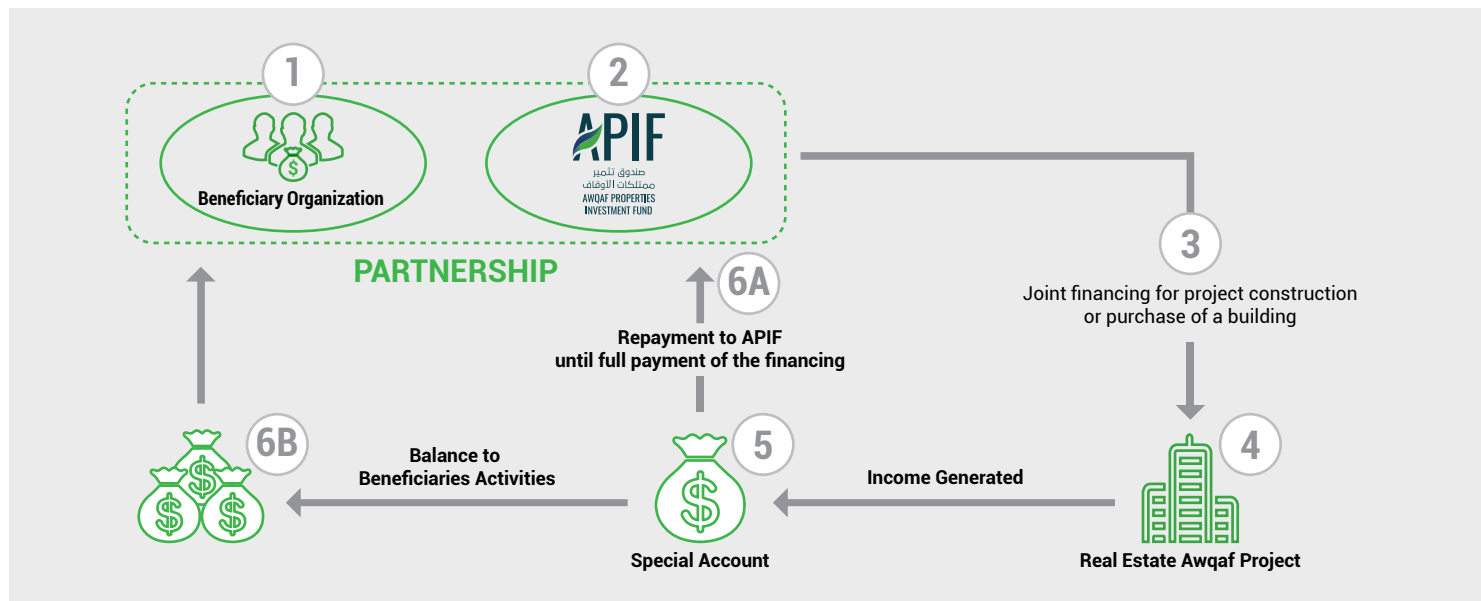 1
2
Beneficiary Organization
APIF
صندوق تثمير
ممتلكات الأوقاف
AWQAF PROPERTIES
INVESTMENT FUND
PARTNERSHIP
3
Joint financing for project construction
or purchase of a building
6A
Repayment to APIF
until full payment of the financing
4
Real Estate Awqaf Project
Income Generated
5
$
Special Account
Balance to
Beneficiaries Activities
6B
$
$
$
$